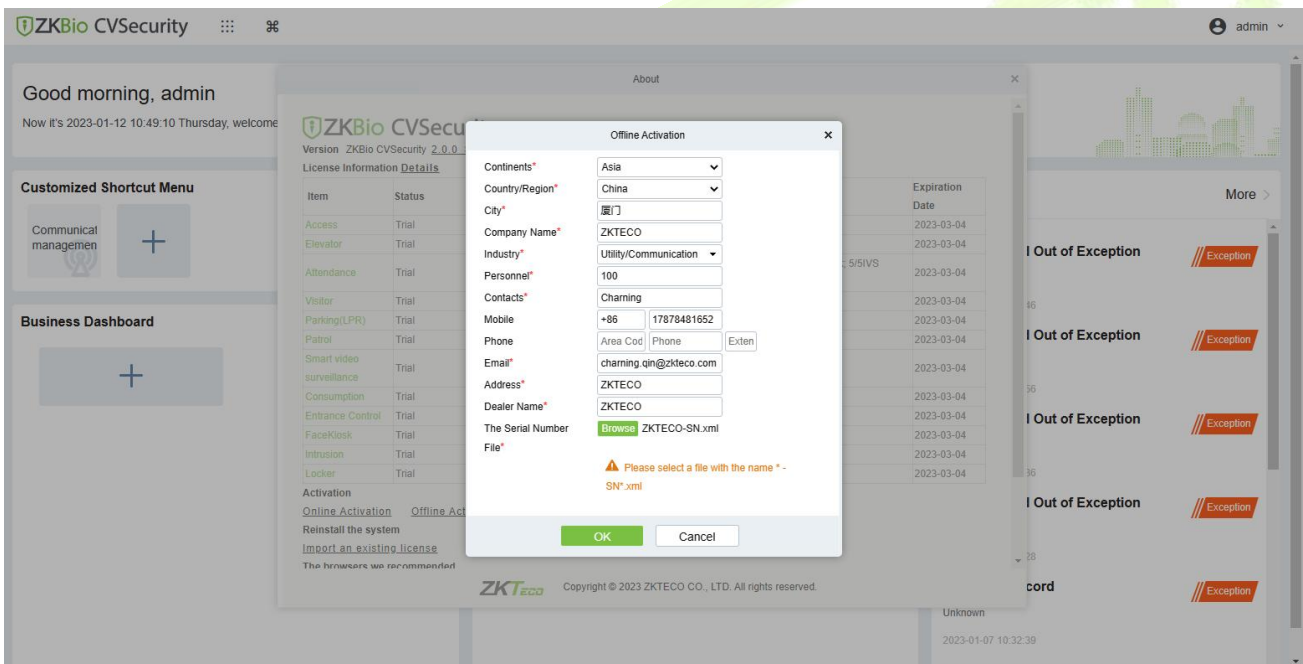 ZKBio CVSecurity
admin
Good morning, admin
Now it's 2023-01-12 10:49:10 Thursday, welcome
Customized Shortcut Menu
Communicat
managemen
Business Dashboard
About
ZKBio CVSecu
Version ZKBio CVSecurity 2.0.0
License Information Details
Item Status Expiration
Date
Access Trial 2023-03-04
Elevator Trial 2023-03-04
; 5/5IVS
Attendance Trial 2023-03-04
Visitor Trial 2023-03-04
Parking(LPR) Trial 2023-03-04
Patrol Trial 2023-03-04
Smart video
surveillance Trial 2023-03-04
Consumption Trial 2023-03-04
Entrance Control Trial 2023-03-04
FaceKiosk Trial 2023-03-04
Intrusion Trial 2023-03-04
Locker Trial 2023-03-04
Activation
Online Activation Offline Act
Reinstall the system
Import an existing license
The browsers we recommended
ZKTeco Copyright © 2023 ZKTECO CO., LTD. All rights reserved.
Offline Activation
Continents* Asia
Country/Region* China
City* 厦门
Company Name* ZKTECO
Industry* Utility/Communication
Personnel* 100
Contacts* Charning
Mobile +86 17878481652
Phone Area Cod Phone Exten
Email* charning.qin@zkteco.com
Address* ZKTECO
Dealer Name* ZKTECO
The Serial Number Browse ZKTECO-SN.xml
File*
Please select a file with the name * -
SN*.xml
OK Cancel
More
Out of Exception Exception
46
Out of Exception Exception
56
Out of Exception Exception
36
Out of Exception Exception
28
cord Exception
Unknown
2023-01-07 10:32:39